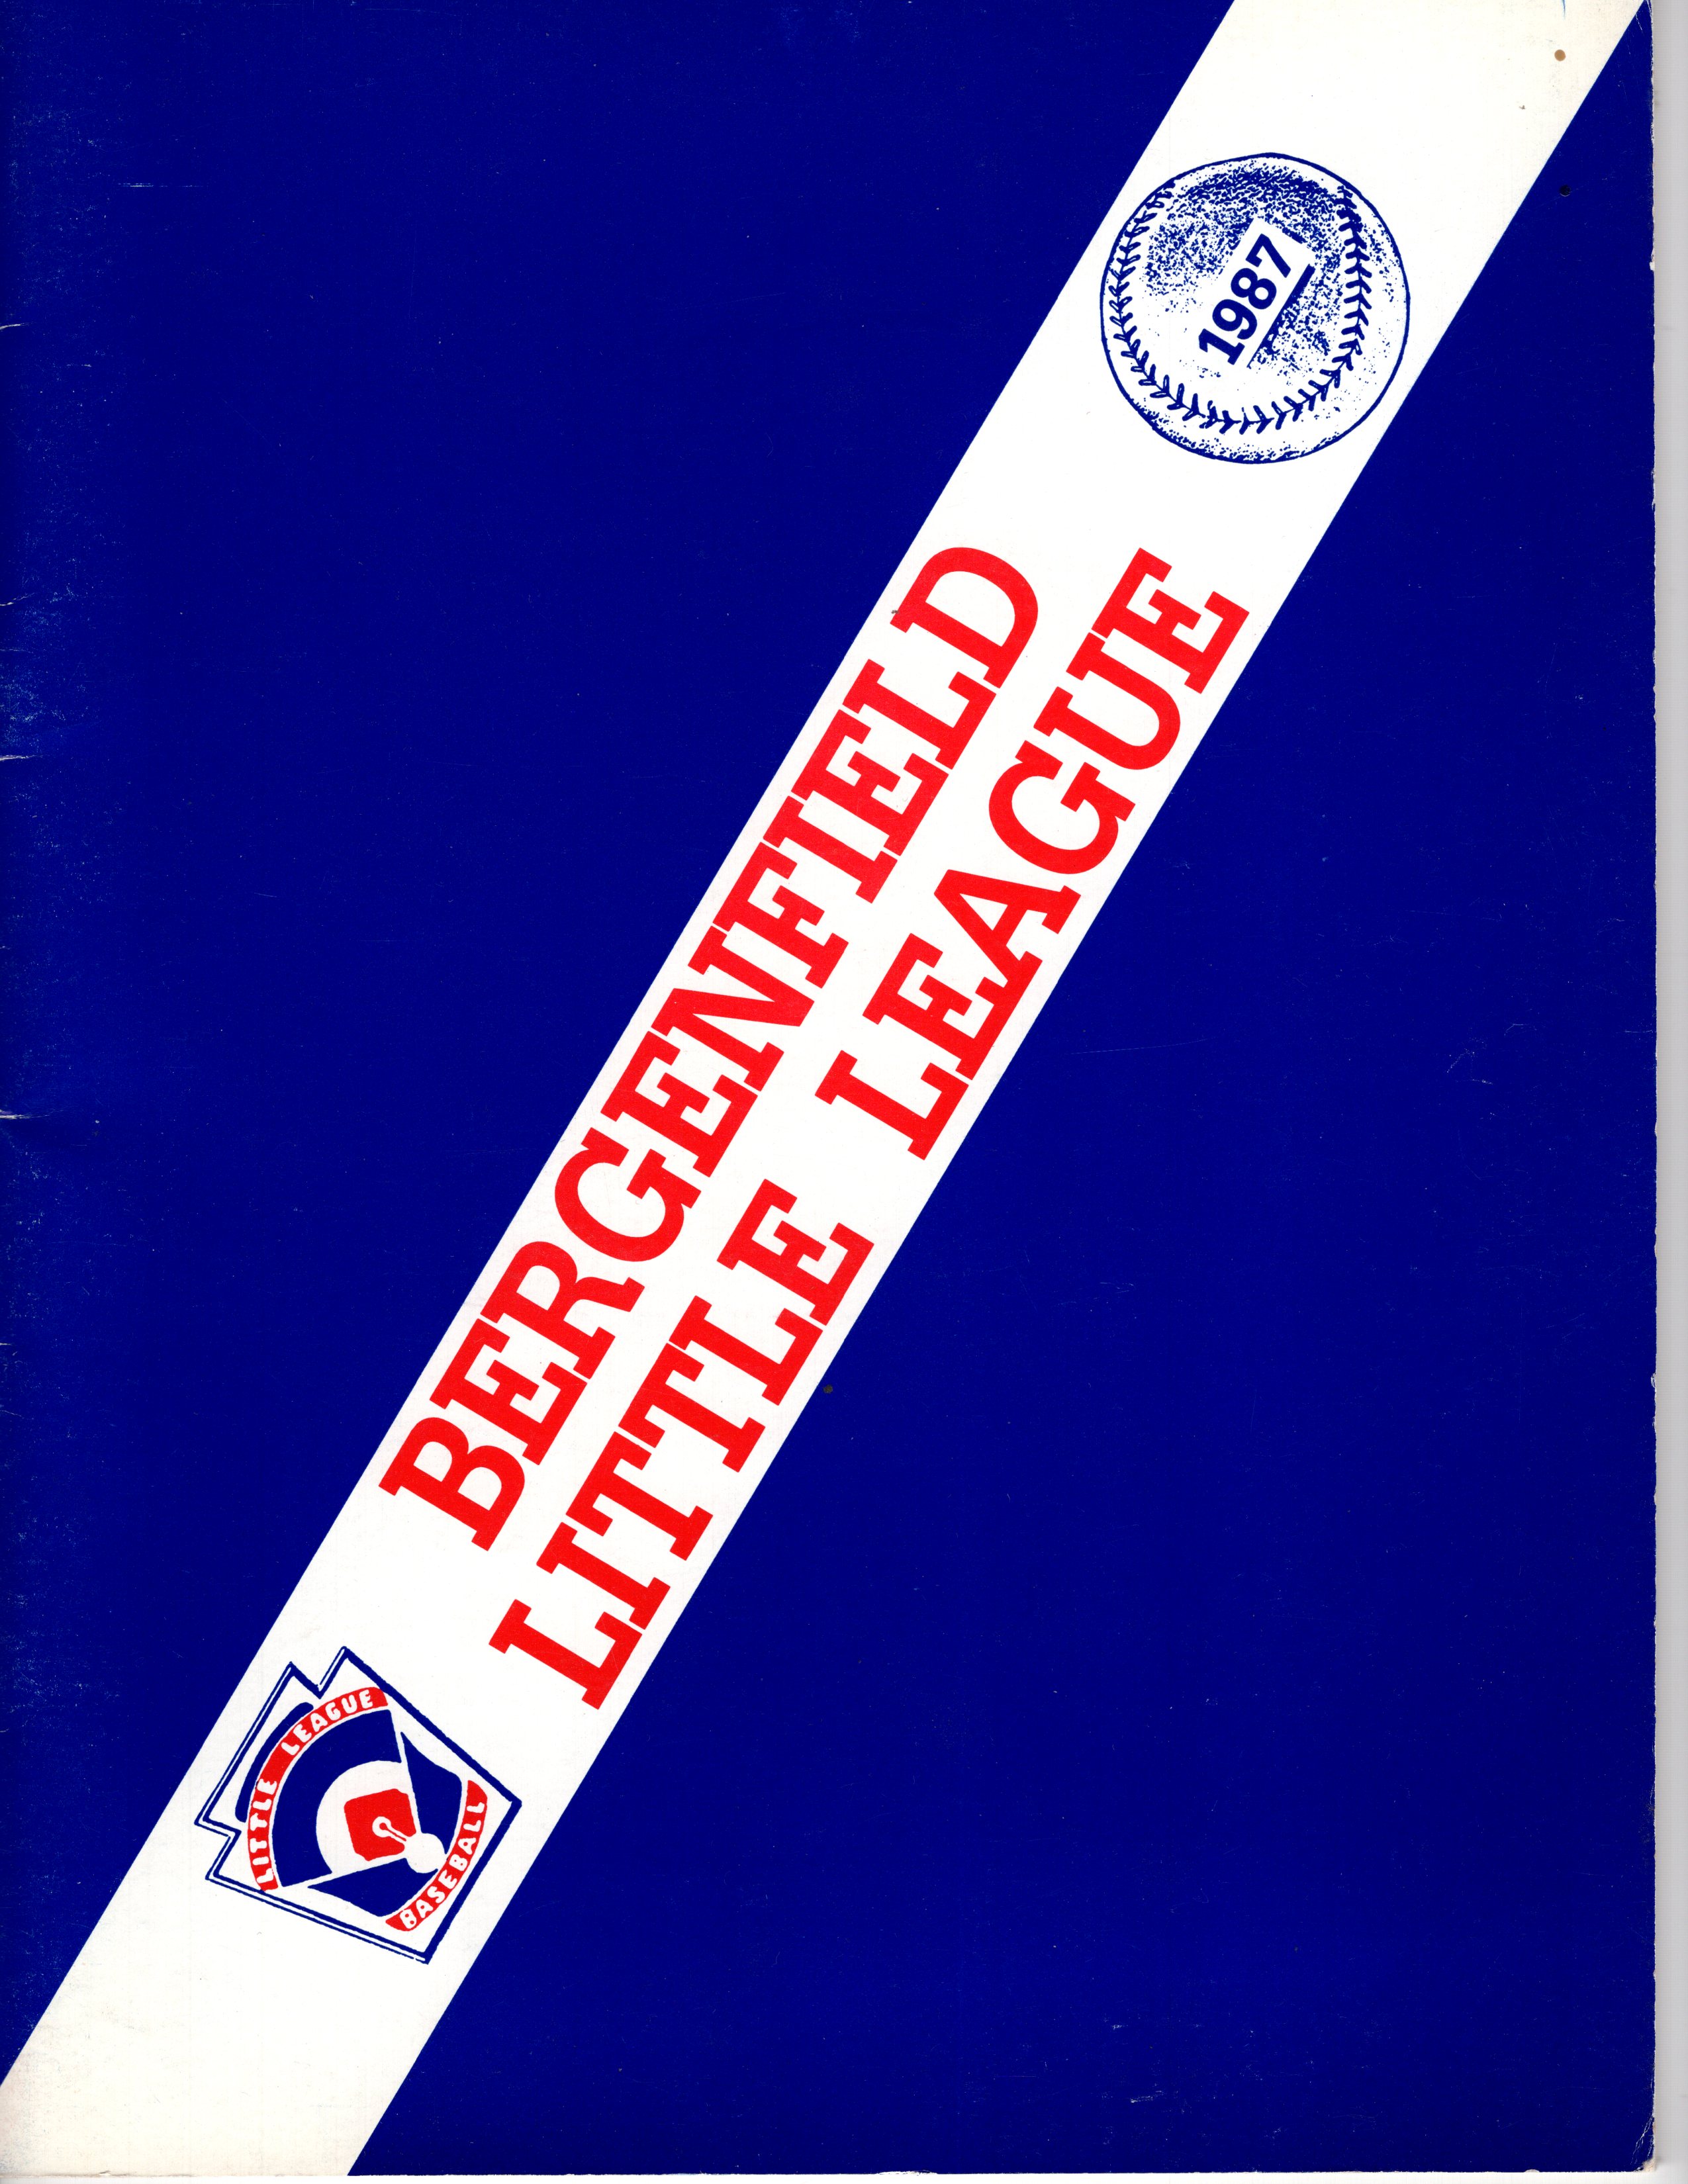 1987
BERGENFIELD
LITTLE LEAGUE
LITTLE LEAGUE
BASEBALL